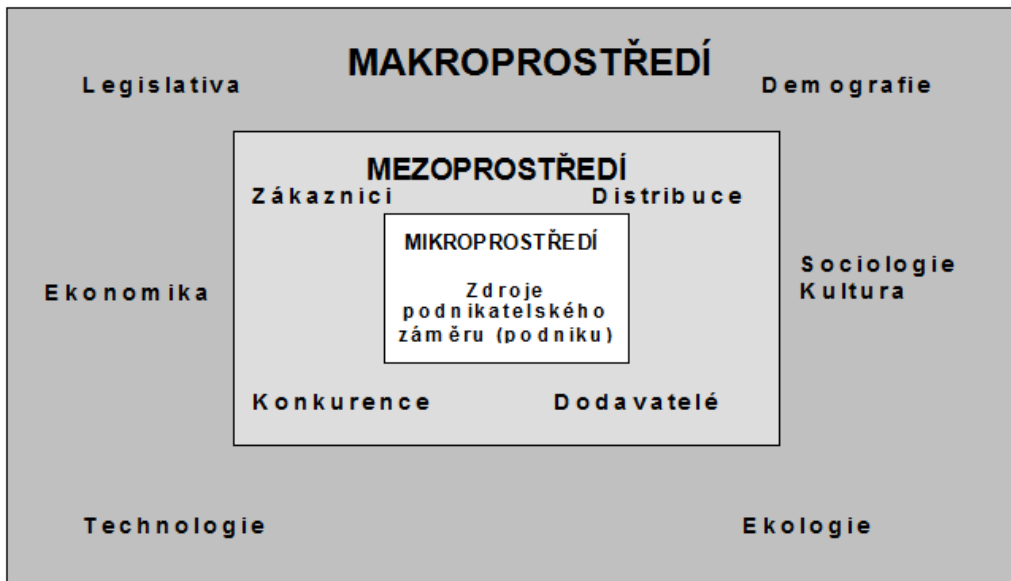 MAKROPROSTŘEDÍ
Legislativa
Demografie
MEZOPROSTŘEDÍ
Zákazníci
Distribuce
MIKROPROSTŘEDÍ
Zdroje
podnikatelského
záměru (podniku)
Ekonomika
Sociologie
Kultura
Konkurence
Dodavatelé
Technologie
Ekologie